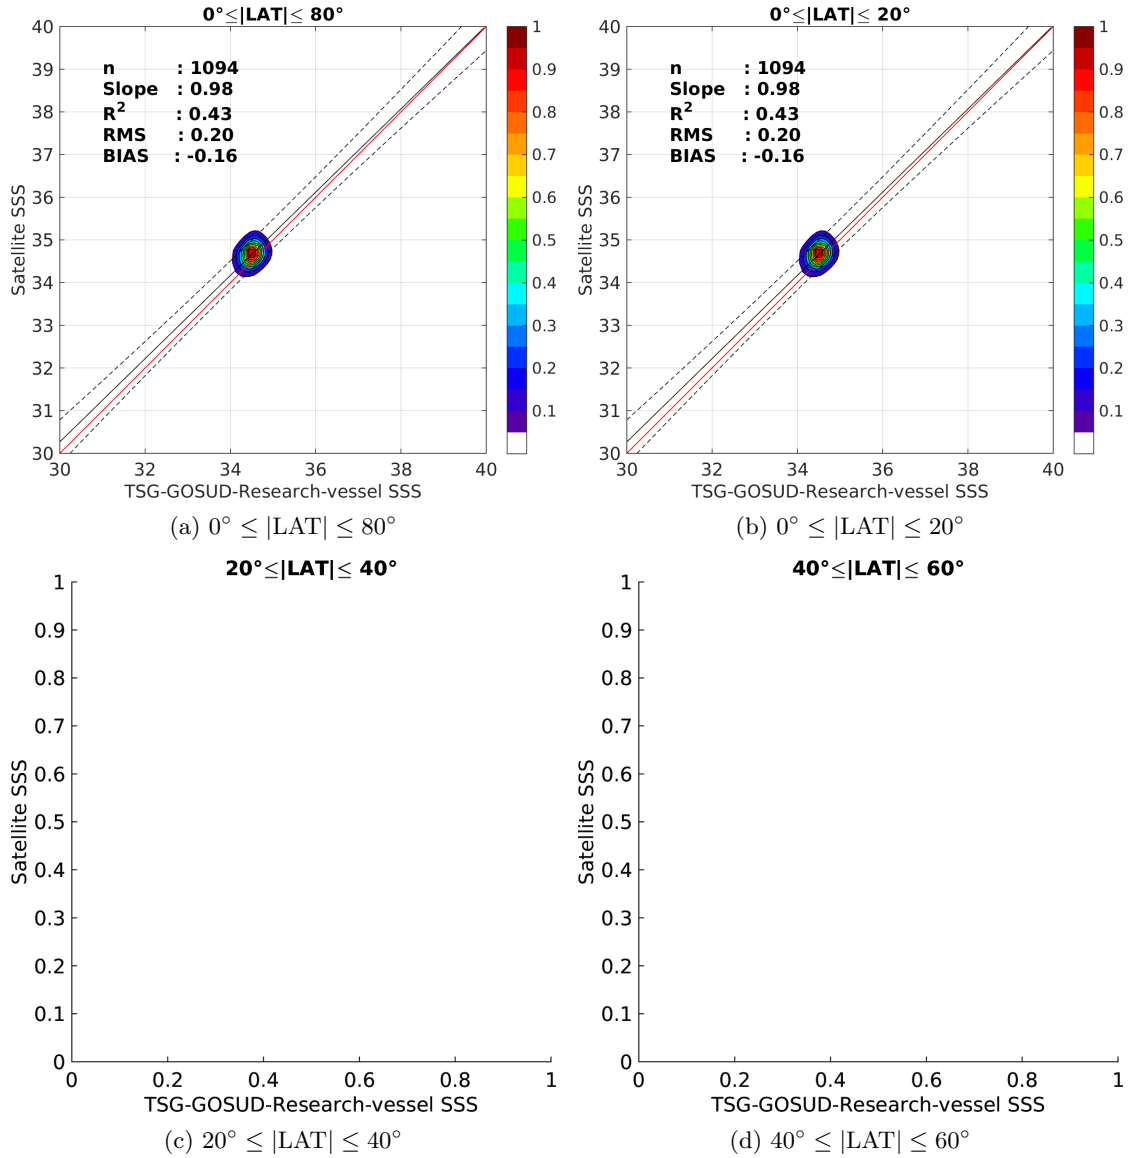 0°≤|LAT|≤ 80°
40
39
38
37
36
35
34
33
32
31
30
n : 1094
Slope : 0.98
R² : 0.43
RMS : 0.20
BIAS : -0.16
Satellite SSS
30 32 34 36 38 40
TSG-GOSUD-Research-vessel SSS
1
0.9
0.8
0.7
0.6
0.5
0.4
0.3
0.2
0.1
(a) 0° ≤ |LAT| ≤ 80°
0°≤|LAT|≤ 20°
40
39
38
37
36
35
34
33
32
31
30
n : 1094
Slope : 0.98
R² : 0.43
RMS : 0.20
BIAS : -0.16
Satellite SSS
30 32 34 36 38 40
TSG-GOSUD-Research-vessel SSS
1
0.9
0.8
0.7
0.6
0.5
0.4
0.3
0.2
0.1
(b) 0° ≤ |LAT| ≤ 20°
20°≤|LAT|≤ 40°
1
0.9
0.8
0.7
0.6
0.5
0.4
0.3
0.2
0.1
0
Satellite SSS
0 0.2 0.4 0.6 0.8 1
TSG-GOSUD-Research-vessel SSS
(c) 20° ≤ |LAT| ≤ 40°
40°≤|LAT|≤ 60°
1
0.9
0.8
0.7
0.6
0.5
0.4
0.3
0.2
0.1
0
Satellite SSS
0 0.2 0.4 0.6 0.8 1
TSG-GOSUD-Research-vessel SSS
(d) 40° ≤ |LAT| ≤ 60°